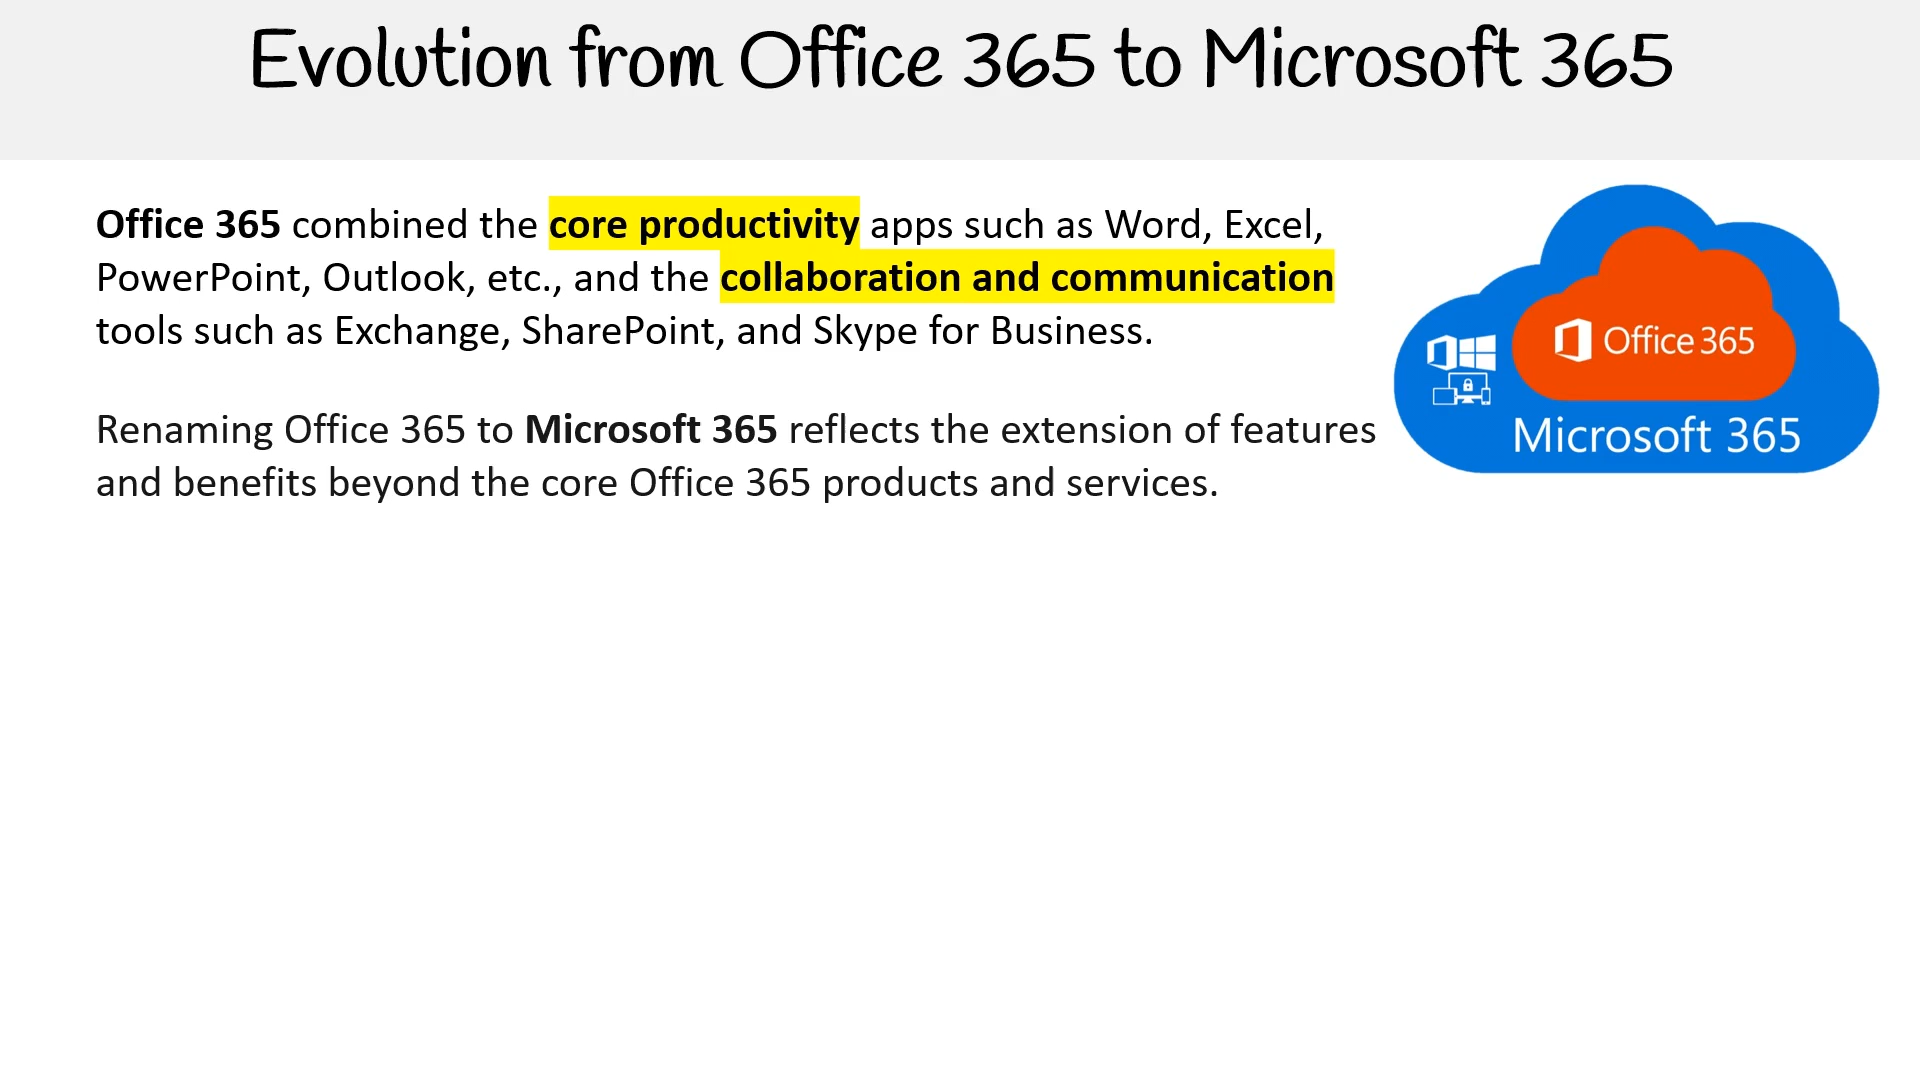 Evolution from Office 365 to Microsoft 365
Office 365 combined the core productivity apps such as Word, Excel,
PowerPoint, Outlook, etc., and the collaboration and communication
tools such as Exchange, SharePoint, and Skype for Business.
Renaming Office 365 to Microsoft 365 reflects the extension of features
and benefits beyond the core Office 365 products and services.
Office 365
Microsoft 365